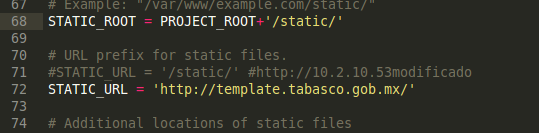 67 # Example: "/var/www/example.com/static/"
68 STATIC_ROOT = PROJECT_ROOT+'/static/'
69
70 # URL prefix for static files.
71 #STATIC_URL = '/static/' #http://10.2.10.53modificado
72 STATIC_URL = 'http://template.tabasco.gob.mx/'
73
74 # Additional locations of static files